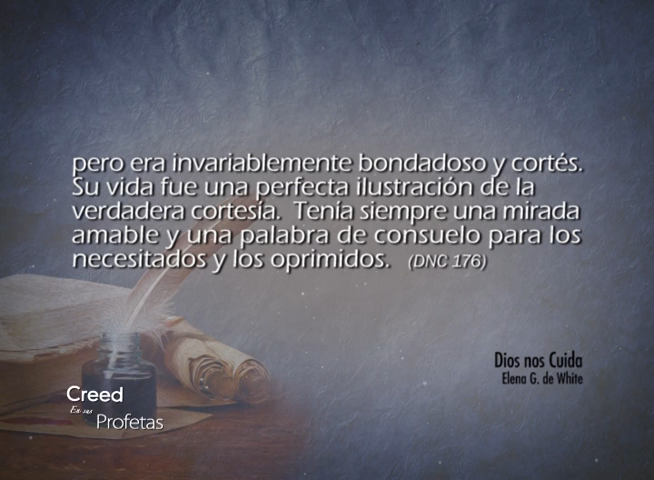 pero era invariablemente bondadoso y cortés.
Su vida fue una perfecta ilustración de la
verdadera cortesía. Tenía siempre una mirada
amable y una palabra de consuelo para los
necesitados y los oprimidos. (DNC 176)
Dios nos Cuida
Elena G. de White
Creed
En sus
Profetas